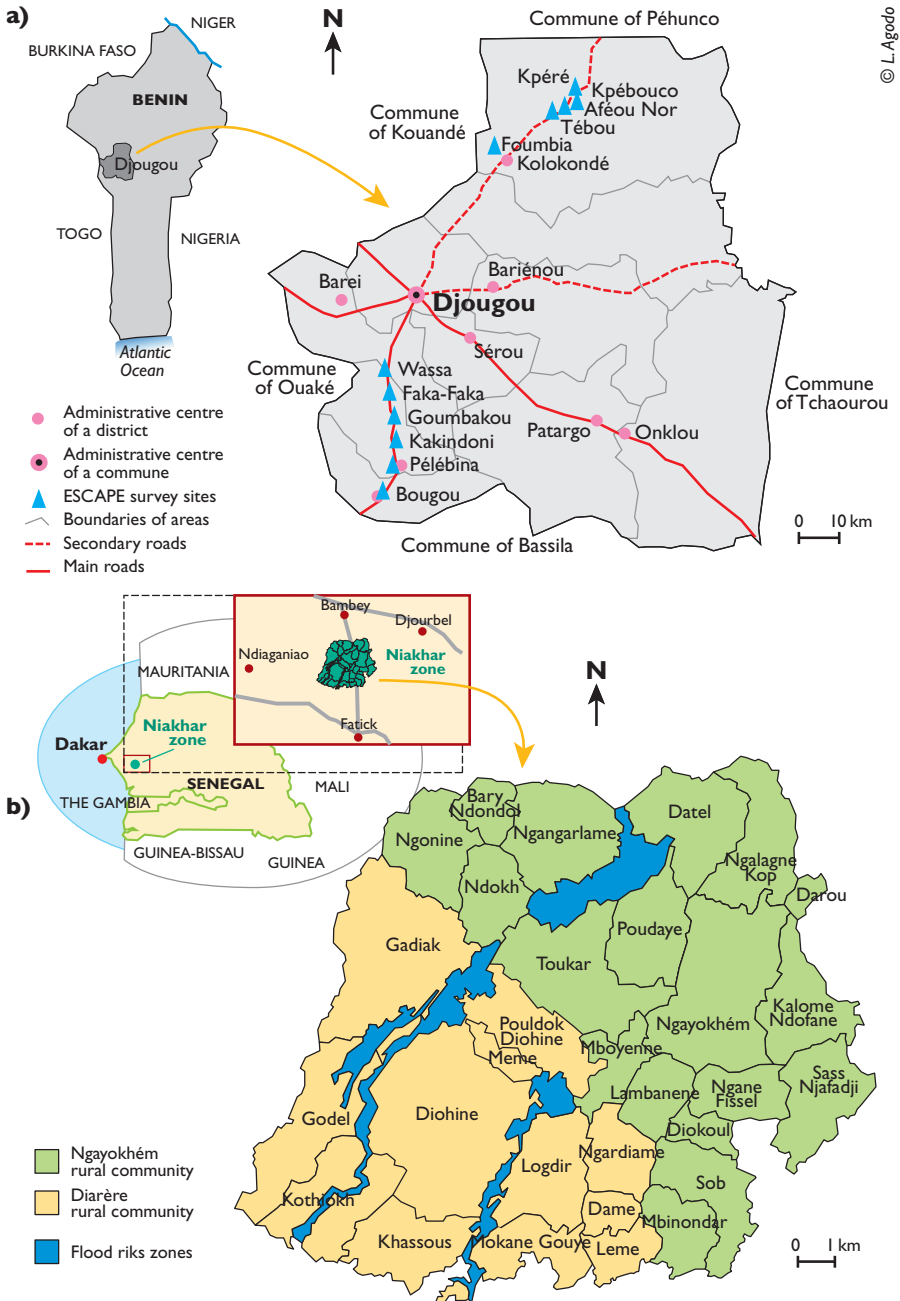 a)
NIGER
BURKINA FASO
BENIN
Djougou
TOGO
NIGERIA
Atlantic
Ocean
N
Commune of Péhunco
© L.Agodo
Kpéré
Kpébouco
Aféou Nor
Tébou
Commune
of Kouandé
Foumbia
Kolokondé
Barei
Bariénou
Djougou
Sérou
Commune
of Ouaké
Wassa
Faka-Faka
Goumbakou
Kakindoni
Pélébina
Bougou
Patargo
Onklou
Commune
of Tchaourou
Commune of Bassila
0 10 km
Administrative centre
of a district
Administrative centre
of a commune
ESCAPE survey sites
Boundaries of areas
Secondary roads
Main roads
Bambey
Djourbel
Ndiaganiao
Niakhar
zone
Fatick
MAURITANIA
Dakar
Niakhar
zone
SENEGAL
MALI
THE GAMBIA
GUINEA-BISSAU
GUINEA
b)
N
Bary
Ndondol
Ngonine
Ngangarlame
Datel
Ndokh
Ngalagne
Kop
Darou
Gadiak
Toukar
Poudaye
Pouldok
Diohine
Meme
Mboyenne
Ngayokhém
Kalome
Ndofane
Godel
Diohine
Lambanene
Ngane
Fissel
Sass
Njafadji
Diokoul
Logdir
Ngardiame
Sob
Kothiokh
Dame
Mbinondar
Khassous
Mokane Gouye
Leme
Ngayokhém
rural community
Diarère
rural community
Flood riks zones
0 1 km